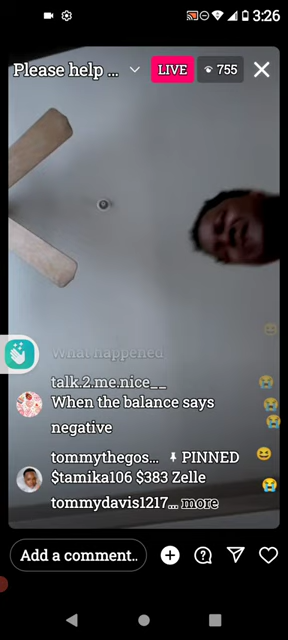 3:26
Please help ...
LIVE
755
What happened
talk.2.me.nice__
When the balance says
negative
tommythegos... PINNED
$tamika106 $383 Zelle
tommydavis1217... more
Add a comment..